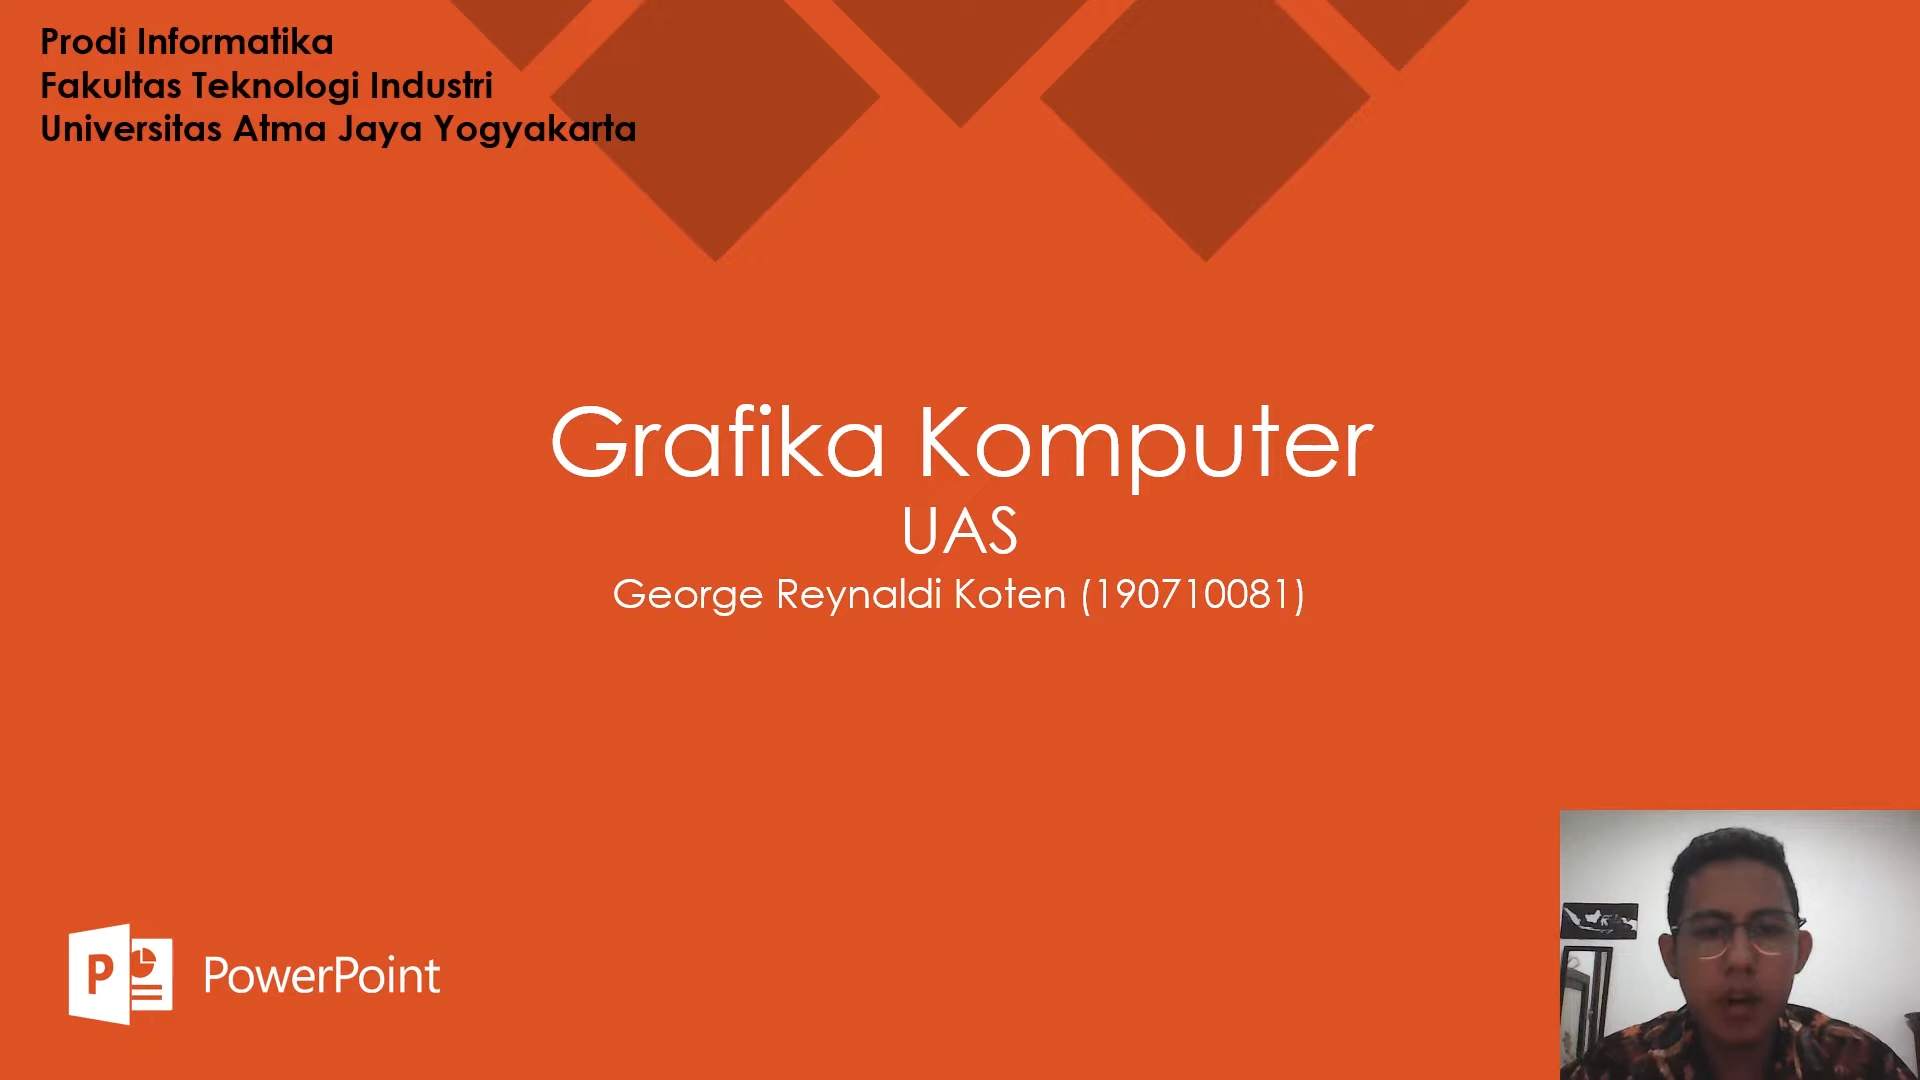 Prodi Informatika
Fakultas Teknologi Industri
Universitas Atma Jaya Yogyakarta
Grafika Komputer
UAS
George Reynaldi Koten (190710081)
P PowerPoint